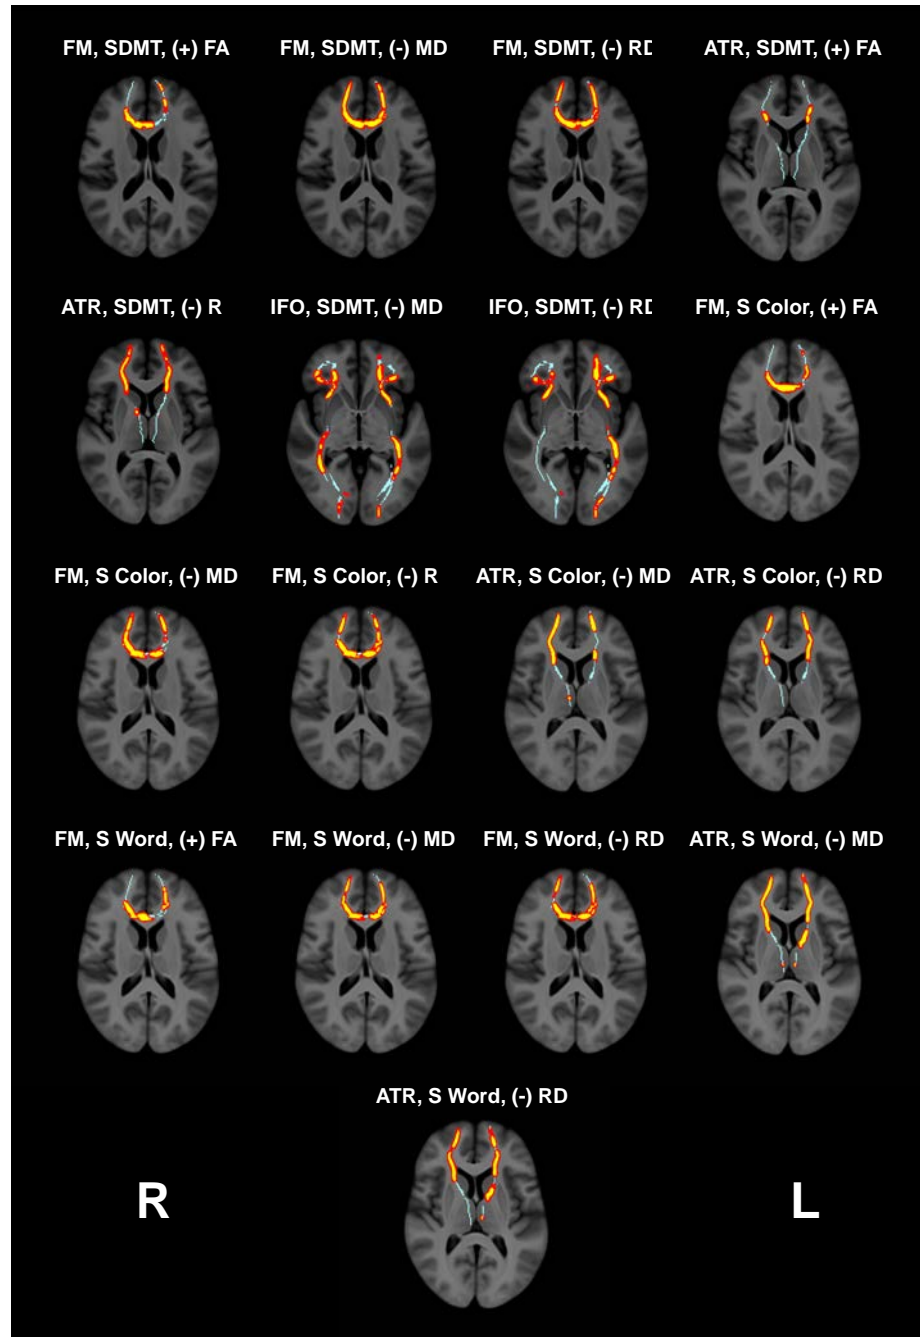 FM, SDMT, (+) FA
FM, SDMT, (-) MD
FM, SDMT, (-) RD
ATR, SDMT, (+) FA
ATR, SDMT, (-) R
IFO, SDMT, (-) MD
IFO, SDMT, (-) RD
FM, S Color, (+) FA
FM, S Color, (-) MD
FM, S Color, (-) R
ATR, S Color, (-) MD
ATR, S Color, (-) RD
FM, S Word, (+) FA
FM, S Word, (-) MD
FM, S Word, (-) RD
ATR, S Word, (-) MD
ATR, S Word, (-) RD
R
L